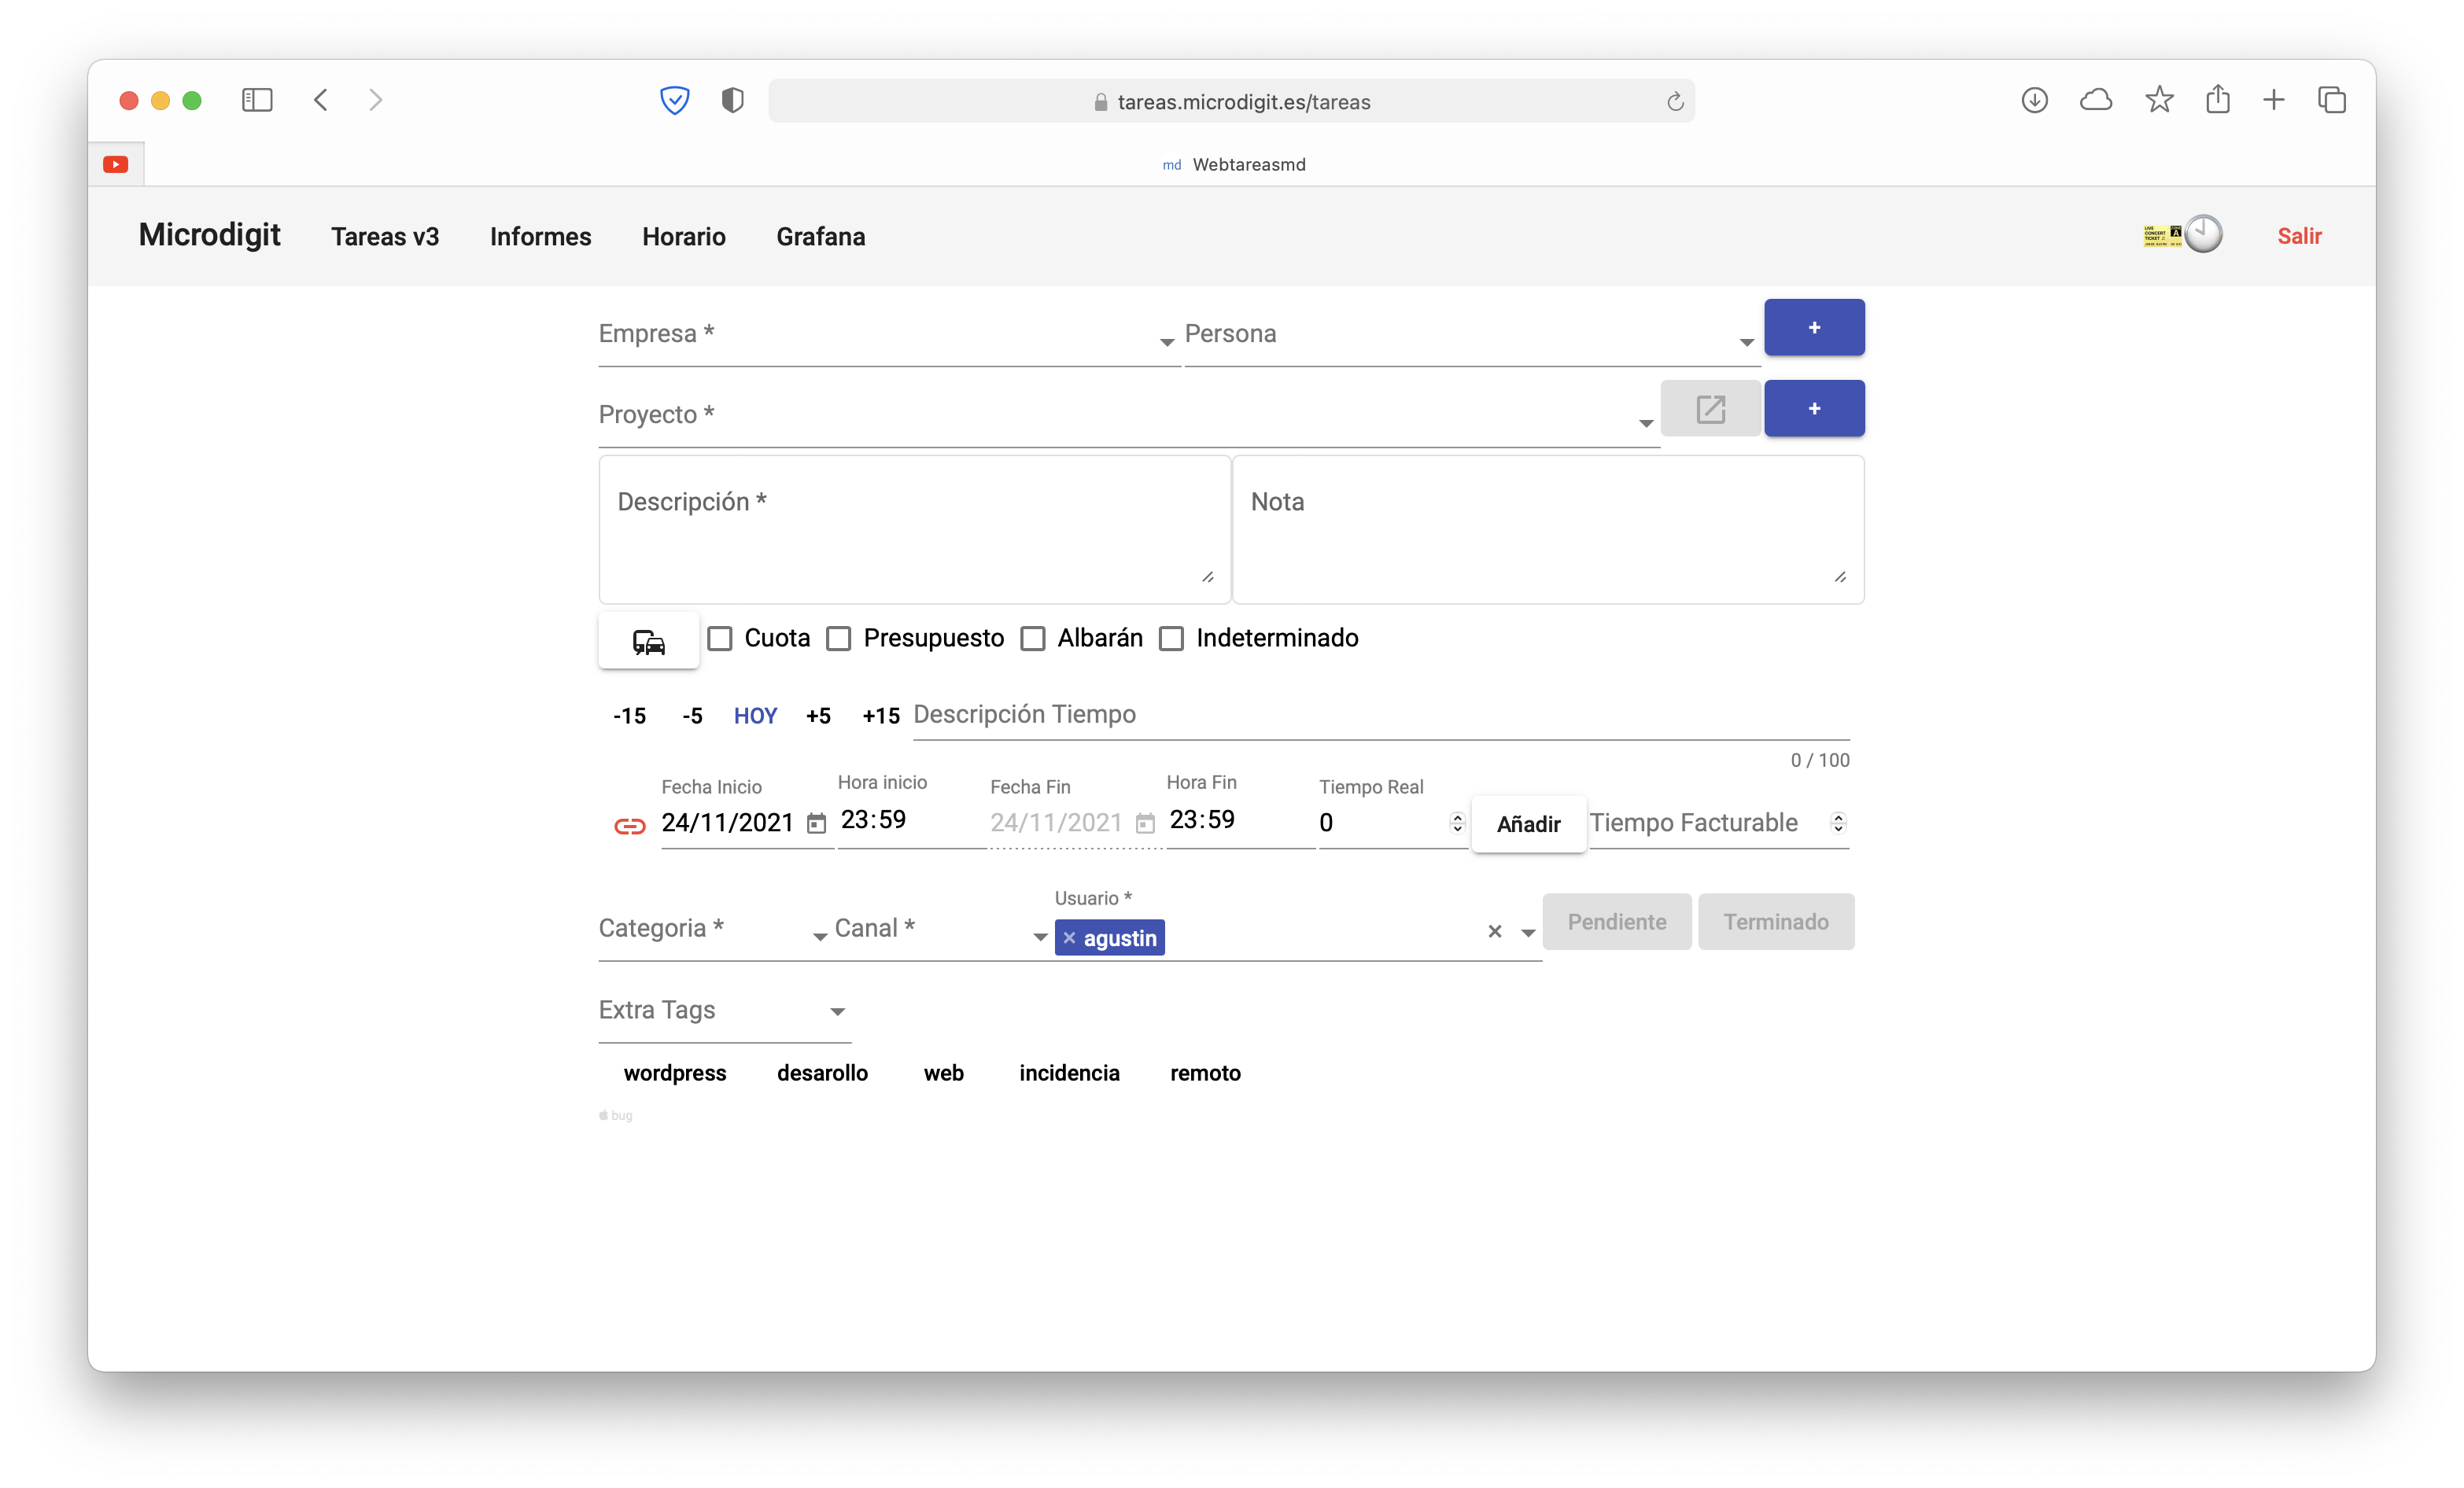 tareas.microdigit.es/tareas
md Webtareasmd
Microdigit Tareas v3 Informes Horario Grafana Salir
Empresa * Persona +
Proyecto * +
Descripción * Nota
Cuota Presupuesto Albarán Indeterminado
-15 -5 HOY +5 +15 Descripción Tiempo
0 / 100
Fecha Inicio Hora inicio Fecha Fin Hora Fin Tiempo Real
24/11/2021 23:59 24/11/2021 23:59 0 Añadir Tiempo Facturable
Usuario *
Categoria * Canal * × agustin × Pendiente Terminado
Extra Tags
wordpress desarollo web incidencia remoto
bug